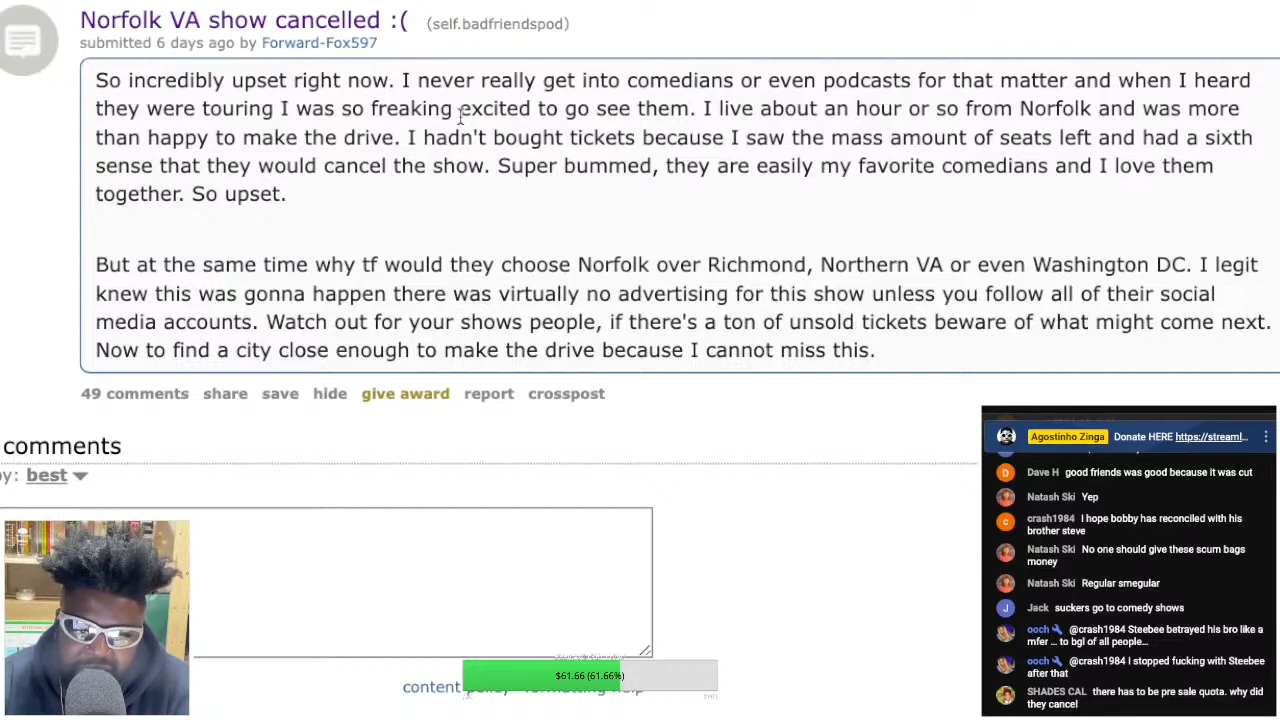 Norfolk VA show cancelled :( (self.badfriendspod)
submitted 6 days ago by Forward-Fox597
So incredibly upset right now. I never really get into comedians or even podcasts for that matter and when I heard
they were touring I was so freaking excited to go see them. I live about an hour or so from Norfolk and was more
than happy to make the drive. I hadn't bought tickets because I saw the mass amount of seats left and had a sixth
sense that they would cancel the show. Super bummed, they are easily my favorite comedians and I love them
together. So upset.
But at the same time why tf would they choose Norfolk over Richmond, Northern VA or even Washington DC. I legit
knew this was gonna happen there was virtually no advertising for this show unless you follow all of their social
media accounts. Watch out for your shows people, if there's a ton of unsold tickets beware of what might come next.
Now to find a city close enough to make the drive because I cannot miss this.
49 comments share save hide give award report crosspost
comments
by: best
content policy formatting help
$61.66 (61.66%)
Agostinho Zinga Donate HERE https://streaml...
Dave H good friends was good because it was cut
Natash Ski Yep
crash1984 I hope bobby has reconciled with his
brother steve
Natash Ski No one should give these scum bags
money
Natash Ski Regular smegular
Jack suckers go to comedy shows
ooch @crash1984 Steebee betrayed his bro like a
mfer ... to bgl of all people...
ooch @crash1984 I stopped fucking with Steebee
after that
SHADES CAL there has to be pre sale quota. why did
they cancel